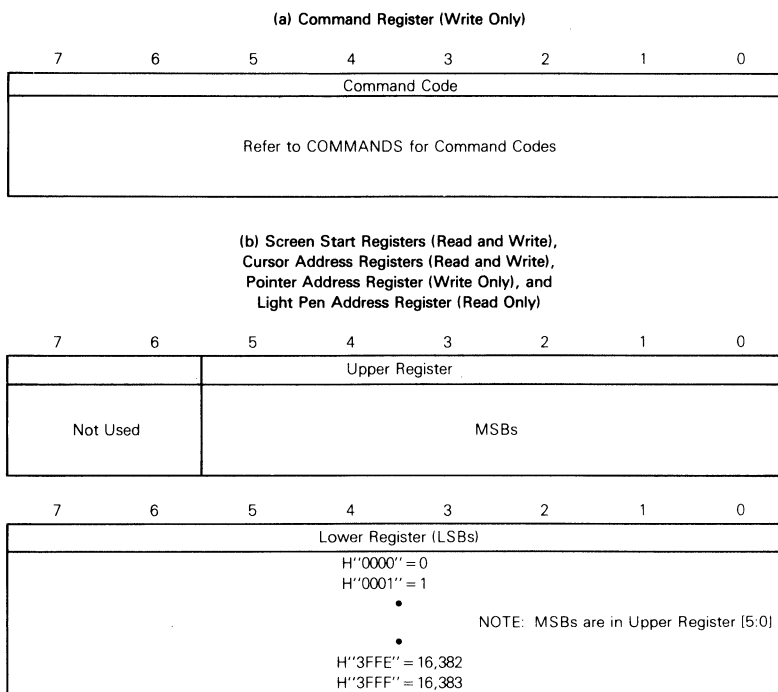 (a) Command Register (Write Only)
7 6 5 4 3 2 1 0
Command Code
Refer to COMMANDS for Command Codes
(b) Screen Start Registers (Read and Write),
Cursor Address Registers (Read and Write),
Pointer Address Register (Write Only), and
Light Pen Address Register (Read Only)
7 6 5 4 3 2 1 0
Upper Register
Not Used MSBs
7 6 5 4 3 2 1 0
Lower Register (LSBs)
H''0000'' = 0
H''0001'' = 1
•
NOTE: MSBs are in Upper Register [5:0]
•
H''3FFE'' = 16,382
H''3FFF'' = 16,383